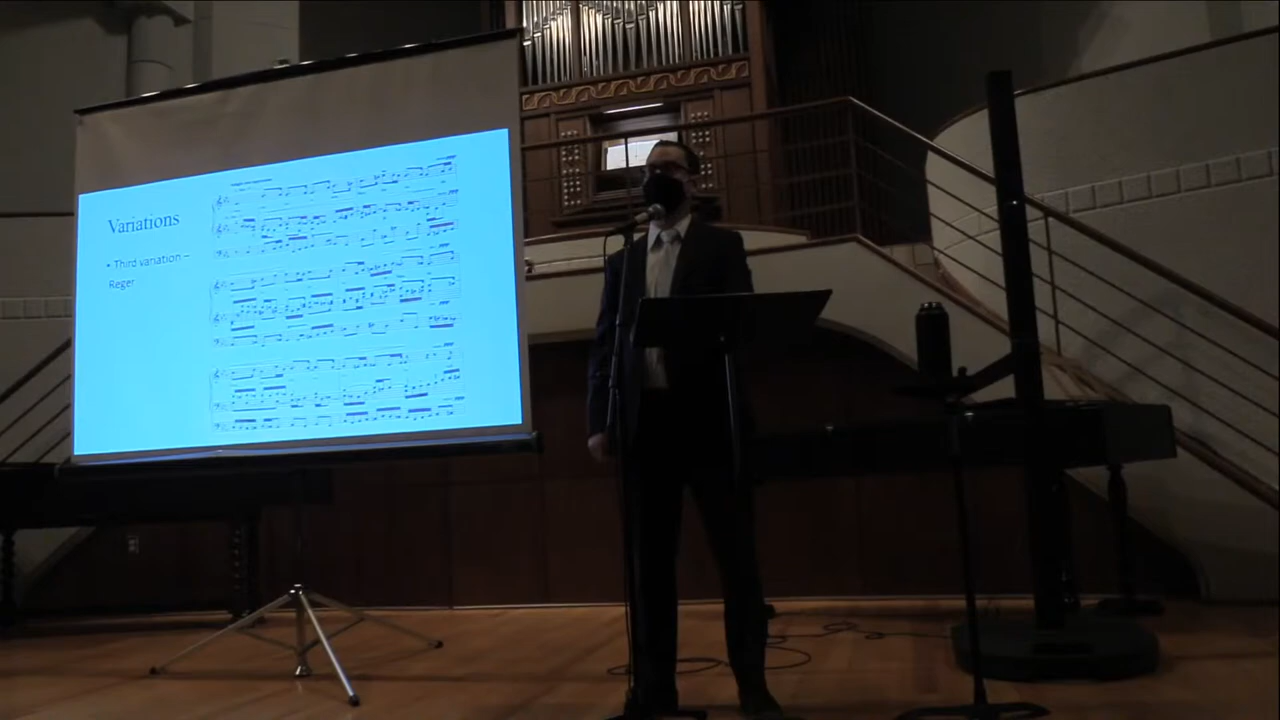 Variations
• Third variation –
Reger